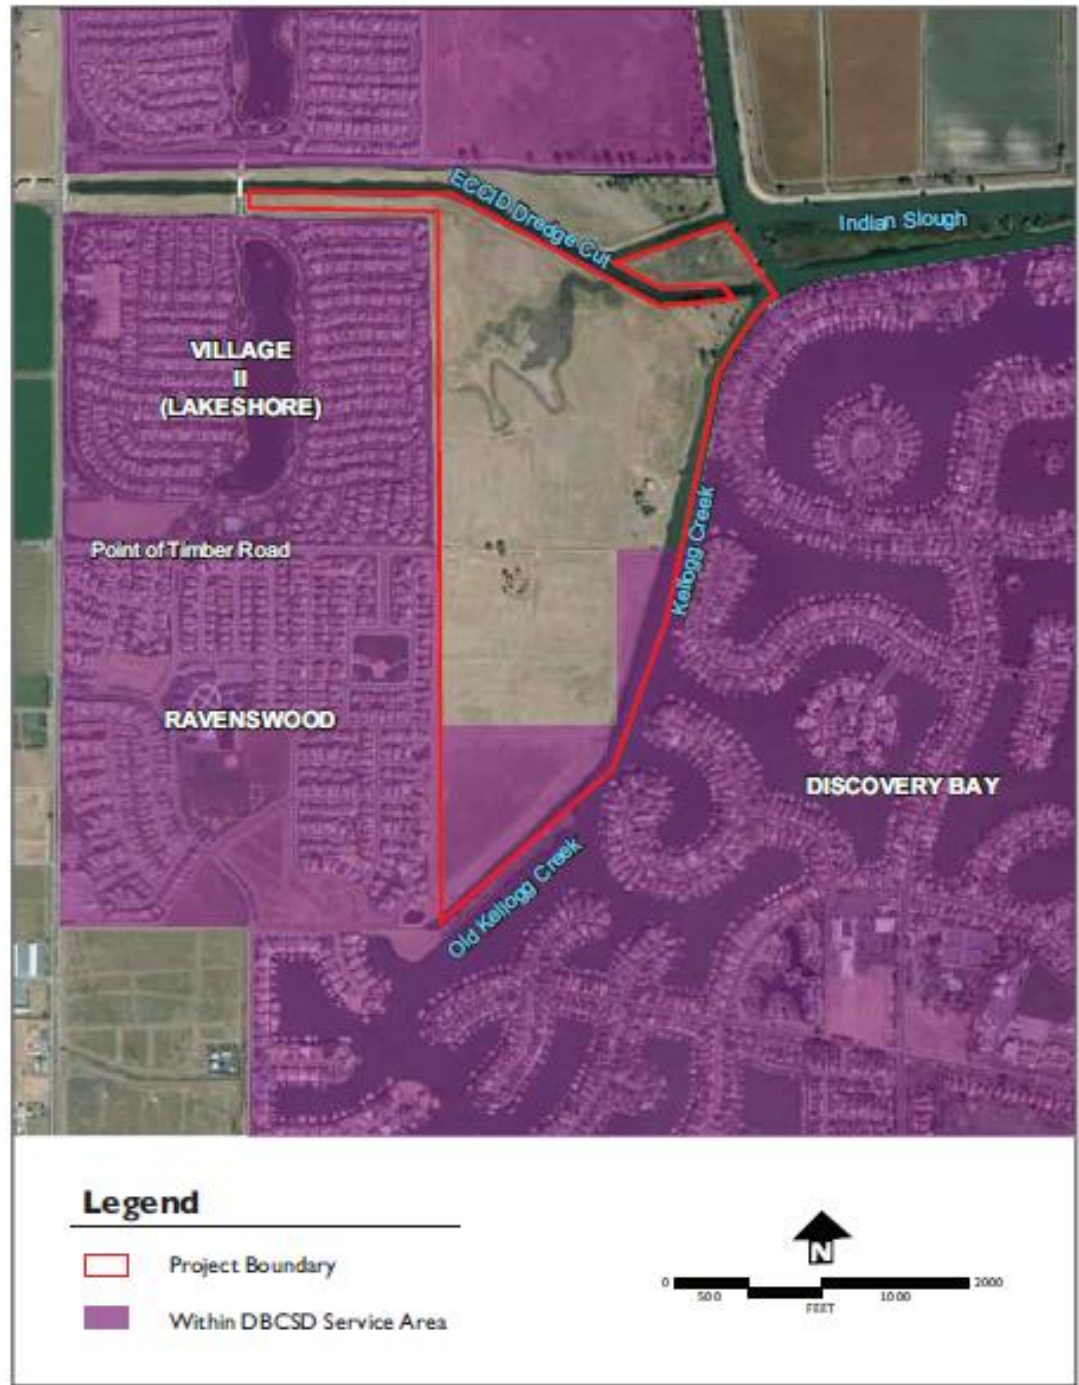 ECCID Dredge Cut
Indian Slough
VILLAGE
II
(LAKESHORE)
Kellogg Creek
Point of Timber Road
RAVENSWOOD
DISCOVERY BAY
Old Kellogg Creek
Legend
Project Boundary
Within DBCSD Service Area
N
0 2000
500 1000
FEET